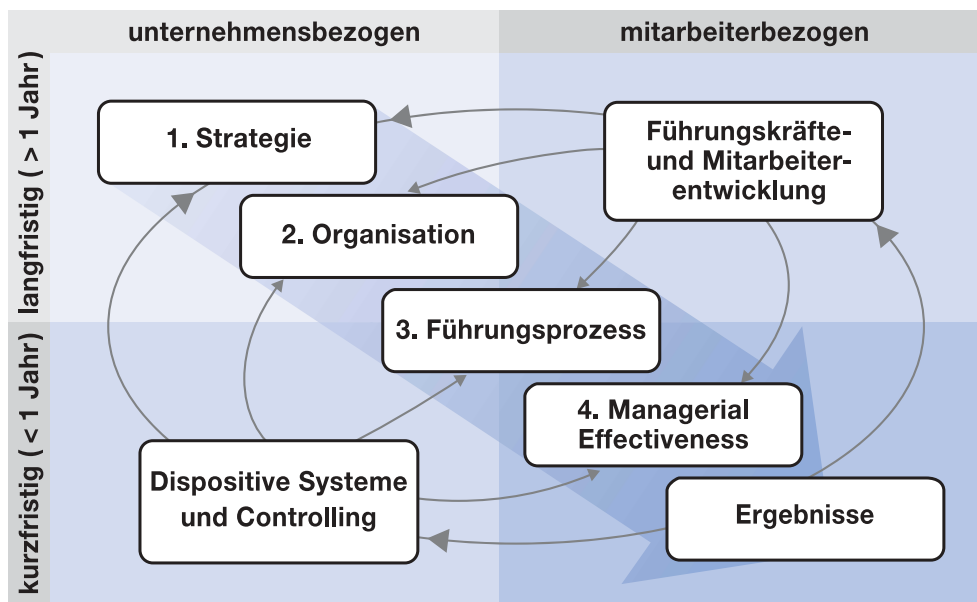 unternehmensbezogen
mitarbeiterbezogen
langfristig ( > 1 Jahr)
kurzfristig ( < 1 Jahr)
1. Strategie
Führungskräfte-
und Mitarbeiter-
entwicklung
2. Organisation
3. Führungsprozess
4. Managerial
Effectiveness
Dispositive Systeme
und Controlling
Ergebnisse